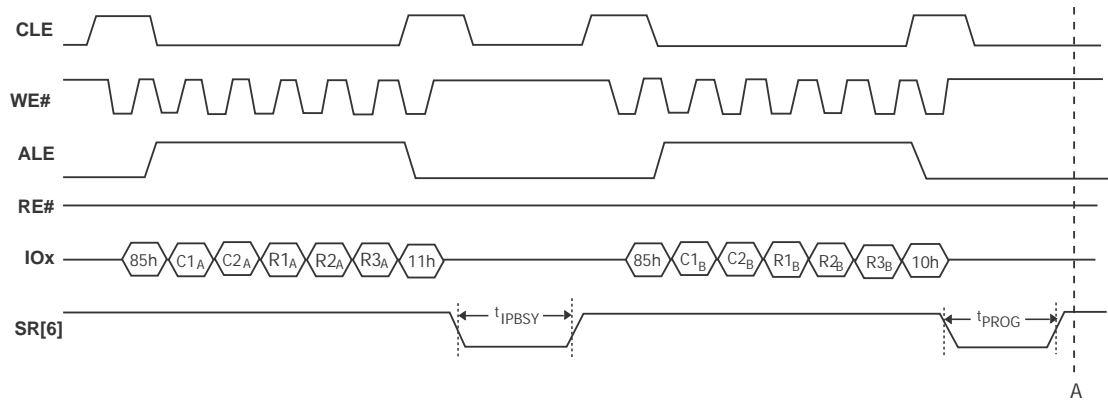 CLE
WE#
ALE
RE#
IOx 85h C1A C2A R1A R2A R3A 11h 85h C1B C2B R1B R2B R3B 10h
SR[6] tIPBSY tPROG
A